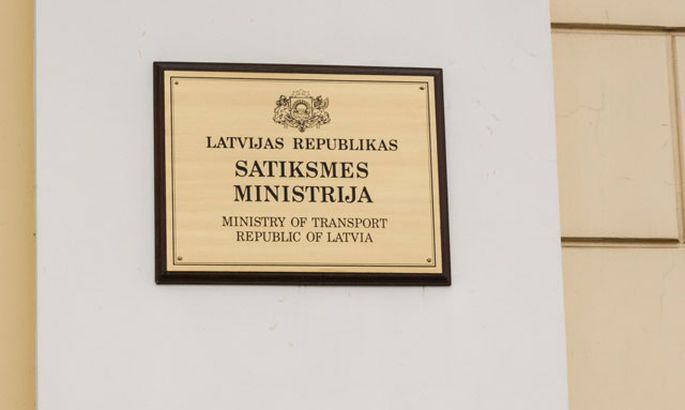 LATVIJAS REPUBLIKAS
SATIKSMES
MINISTRIJA
MINISTRY OF TRANSPORT
REPUBLIC OF LATVIA